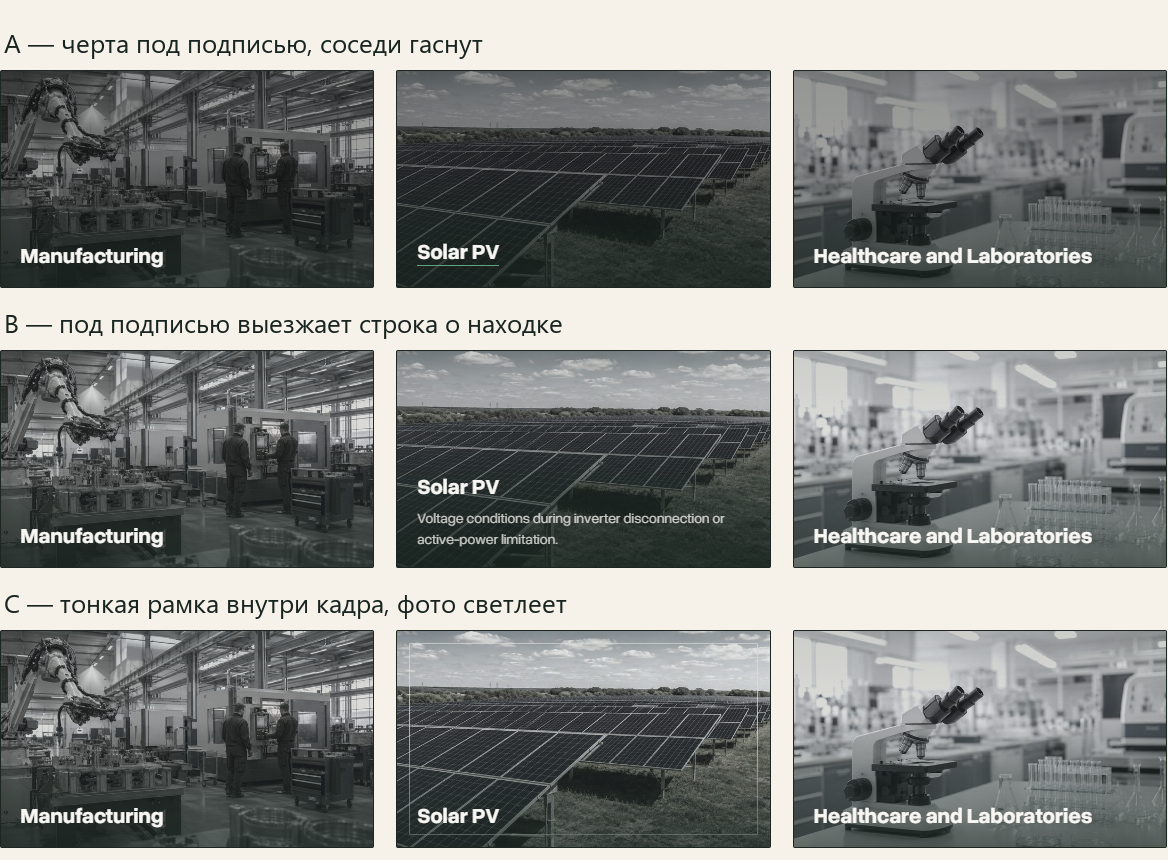 A — черта под подписью, соседи гаснут
Manufacturing
Solar PV
Healthcare and Laboratories
B — под подписью выезжает строка о находке
Manufacturing
Solar PV
Voltage conditions during inverter disconnection or
active-power limitation.
Healthcare and Laboratories
C — тонкая рамка внутри кадра, фото светлеет
Manufacturing
Solar PV
Healthcare and Laboratories